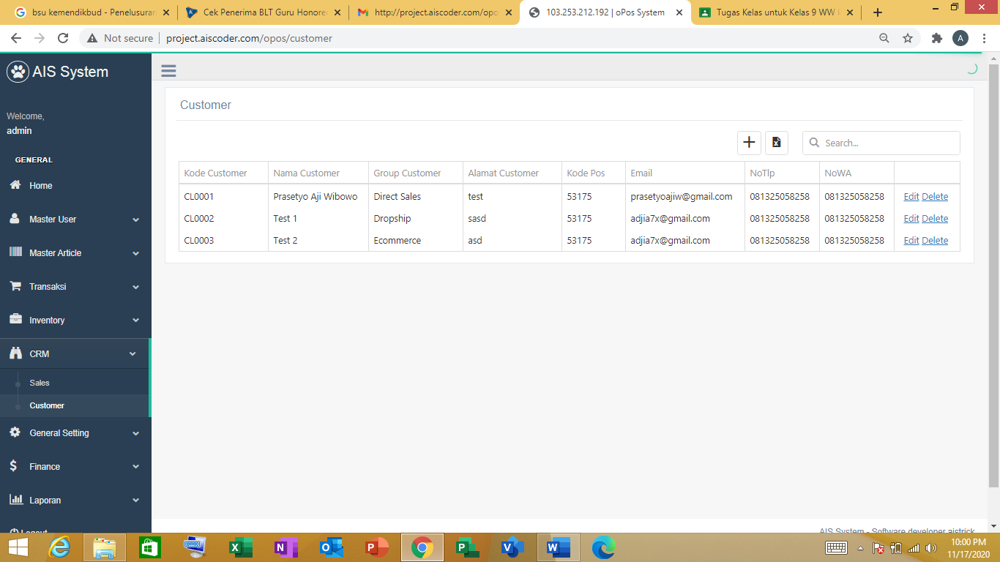 bsu kemendikbud - Penelusuran
Cek Penerima BLT Guru Honorer
http://project.aiscoder.com/opo
103.253.212.192 | oPos System
Tugas Kelas untuk Kelas 9 WW
Not secure | project.aiscoder.com/opos/customer
A
AIS System
Welcome,
admin
GENERAL
Home
Master User
Master Article
Transaksi
Inventory
CRM
Sales
Customer
General Setting
Finance
Laporan
Logout
Customer
Search...
Kode Customer Nama Customer Group Customer Alamat Customer Kode Pos Email NoTlp NoWA
CL0001 Prasetyo Aji Wibowo Direct Sales test 53175 prasetyoajiw@gmail.com 081325058258 081325058258 Edit Delete
CL0002 Test 1 Dropship sasd 53175 adjia7x@gmail.com 081325058258 081325058258 Edit Delete
CL0003 Test 2 Ecommerce asd 53175 adjia7x@gmail.com 081325058258 081325058258 Edit Delete
AIS System - Software developer aistrick
10:00 PM
11/17/2020